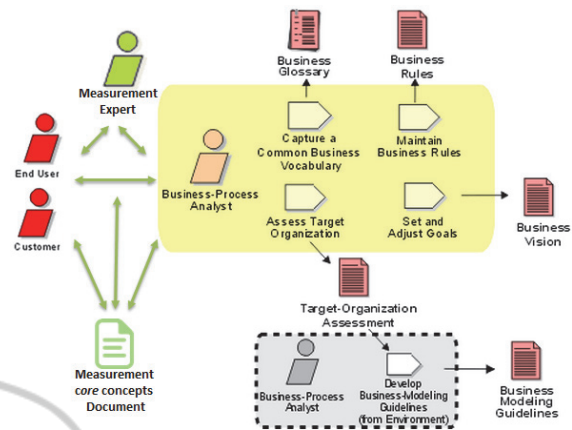 Measurement
Expert
End User
Customer
Business-Process
Analyst
Business
Glossary
Business
Rules
Capture a
Common Business
Vocabulary
Maintain
Business Rules
Assess Target
Organization
Set and
Adjust Goals
Business
Vision
Target-Organization
Assessment
Measurement
core concepts
Document
Business-Process
Analyst
Develop
Business-Modeling
Guidelines
(from Environment)
Business
Modeling
Guidelines